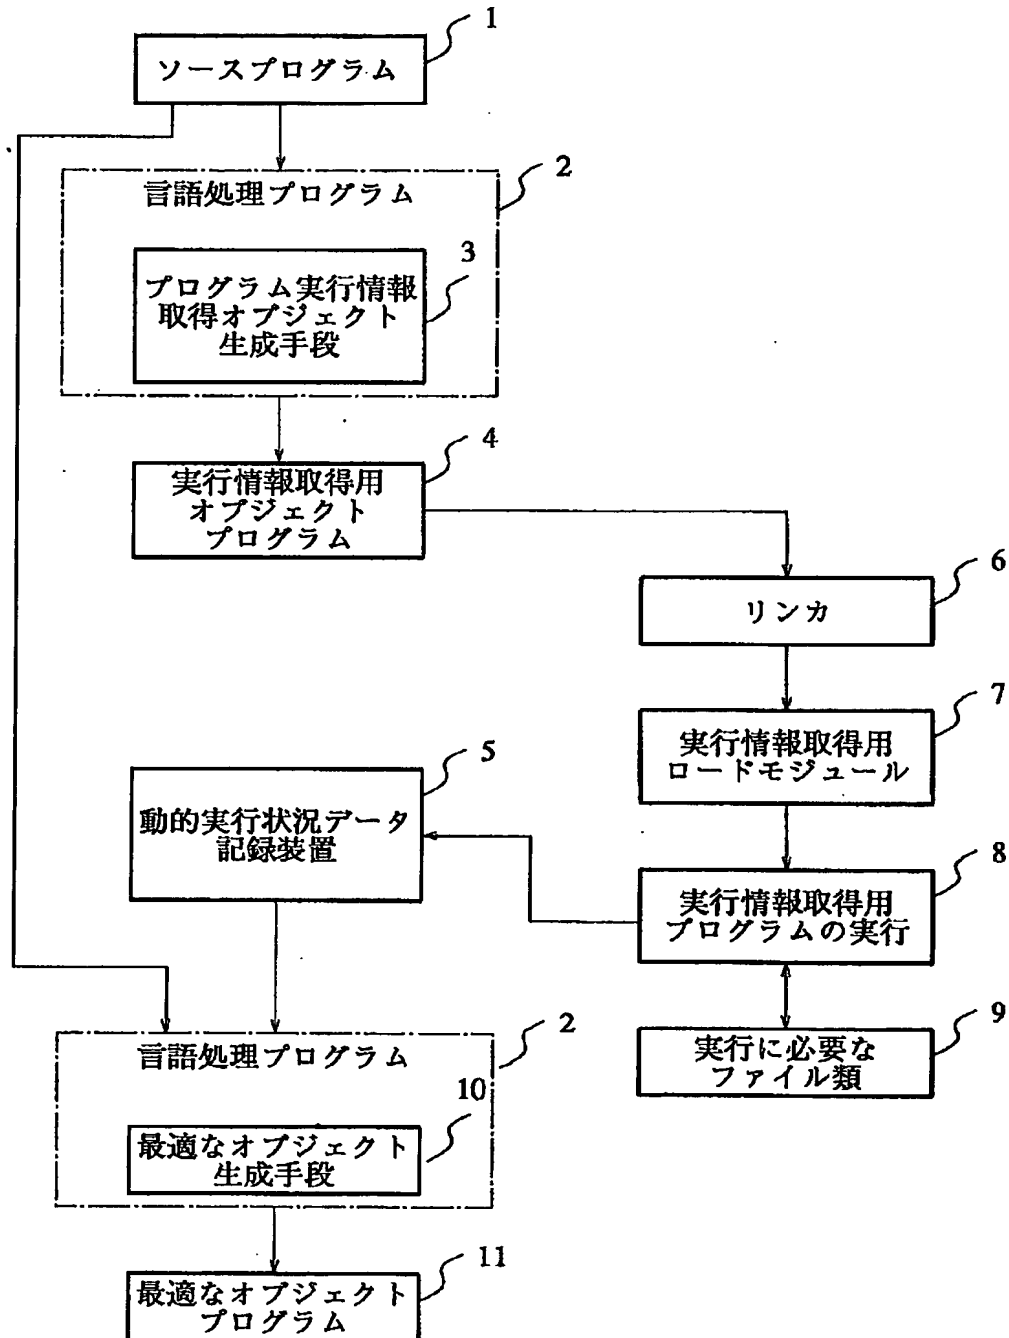 1
ソースプログラム
2
言語処理プログラム
3
プログラム実行情報
取得オブジェクト
生成手段
4
実行情報取得用
オブジェクト
プログラム
6
リンカ
7
実行情報取得用
ロードモジュール
5
動的実行状況データ
記録装置
8
実行情報取得用
プログラムの実行
9
実行に必要な
ファイル類
2
言語処理プログラム
10
最適なオブジェクト
生成手段
11
最適なオブジェクト
プログラム